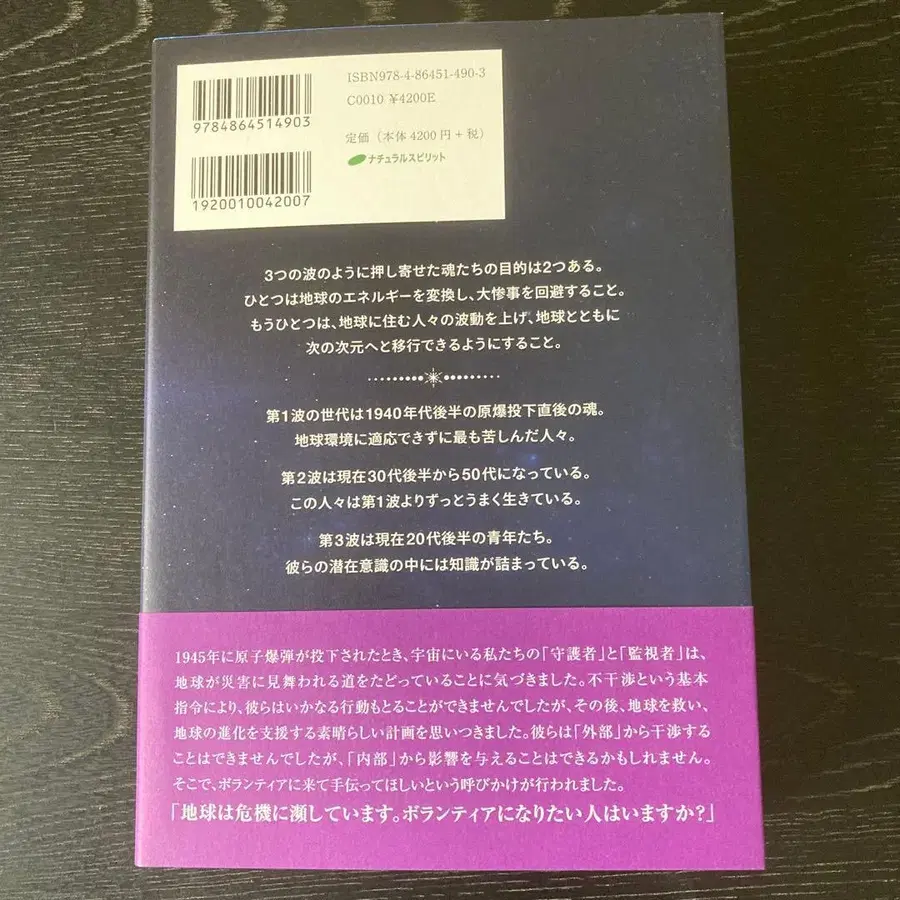 ISBN978-4-86451-490-3
C0010 ¥4200E
9784864514903
定価（本体4200円＋税）
ナチュラルスピリット
1920010042007
3つの波のように押し寄せた魂たちの目的は2つある。
ひとつは地球のエネルギーを変換し、大惨事を回避すること。
もうひとつは、地球に住む人々の波動を上げ、地球とともに
次の次元へと移行できるようにすること。
第1波の世代は1940年代後半の原爆投下直後の魂。
地球環境に適応できずに最も苦しんだ人々。
第2波は現在30代後半から50代になっている。
この人々は第1波よりずっとうまく生きている。
第3波は現在20代後半の青年たち。
彼らの潜在意識の中には知識が詰まっている。
1945年に原子爆弾が投下されたとき、宇宙にいる私たちの「守護者」と「監視者」は、
地球が災害に見舞われる道をたどっていることに気づきました。不干渉という基本
指令により、彼らはいかなる行動もとることができませんでしたが、その後、地球を救い、
地球の進化を支援する素晴らしい計画を思いつきました。彼らは「外部」から干渉する
ことはできませんでしたが、「内部」から影響を与えることはできるかもしれません。
そこで、ボランティアに来て手伝ってほしいという呼びかけが行われました。
「地球は危機に瀕しています。ボランティアになりたい人はいますか？」